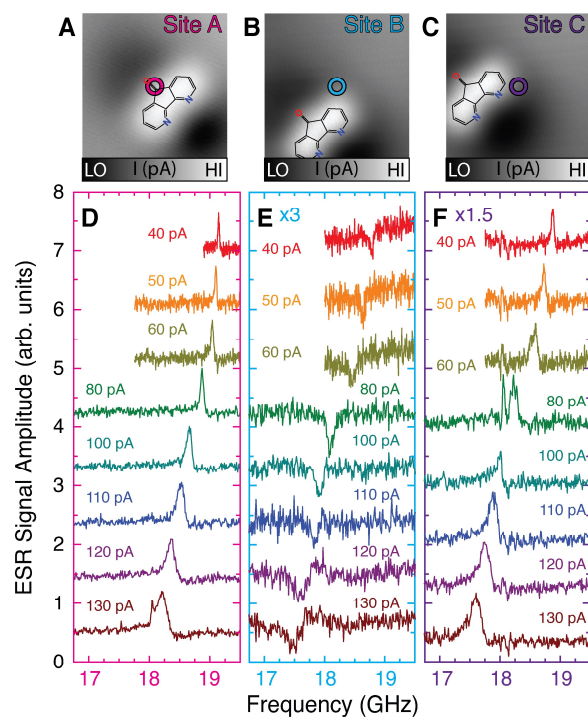 A Site A
B Site B
C Site C
O
N
N
O
N
N
O
N
N
LO I (pA) HI
LO I (pA) HI
LO I (pA) HI
ESR Signal Amplitude (arb. units)
8
7
6
5
4
3
2
1
0
D
40 pA
50 pA
60 pA
80 pA
100 pA
110 pA
120 pA
130 pA
E x3
40 pA
50 pA
60 pA
80 pA
100 pA
110 pA
120 pA
130 pA
F x1.5
40 pA
50 pA
60 pA
80 pA
100 pA
110 pA
120 pA
130 pA
17 18 19
17 18 19
17 18 19
Frequency (GHz)